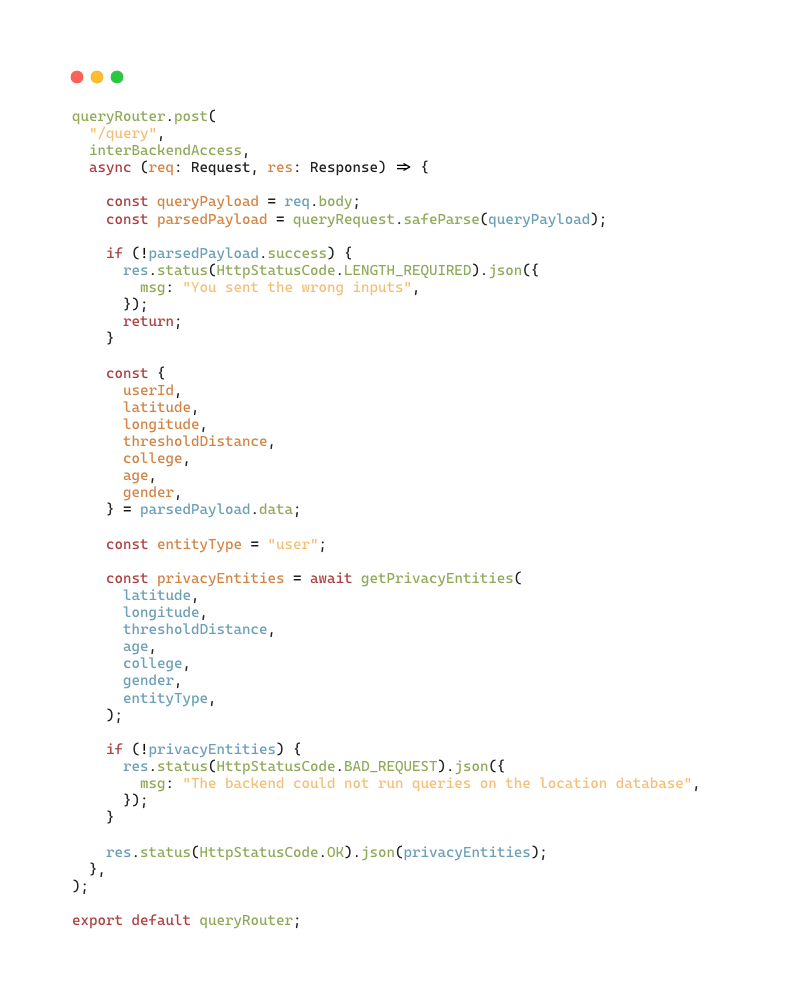 queryRouter.post(
  "/query",
  interBackendAccess,
  async (req: Request, res: Response) => {

    const queryPayload = req.body;
    const parsedPayload = queryRequest.safeParse(queryPayload);

    if (!parsedPayload.success) {
      res.status(HttpStatusCode.LENGTH_REQUIRED).json({
        msg: "You sent the wrong inputs",
      });
      return;
    }

    const {
      userId,
      latitude,
      longitude,
      thresholdDistance,
      college,
      age,
      gender,
    } = parsedPayload.data;

    const entityType = "user";

    const privacyEntities = await getPrivacyEntities(
      latitude,
      longitude,
      thresholdDistance,
      age,
      college,
      gender,
      entityType,
    );

    if (!privacyEntities) {
      res.status(HttpStatusCode.BAD_REQUEST).json({
        msg: "The backend could not run queries on the location database",
      });
    }

    res.status(HttpStatusCode.OK).json(privacyEntities);
  },
);

export default queryRouter;